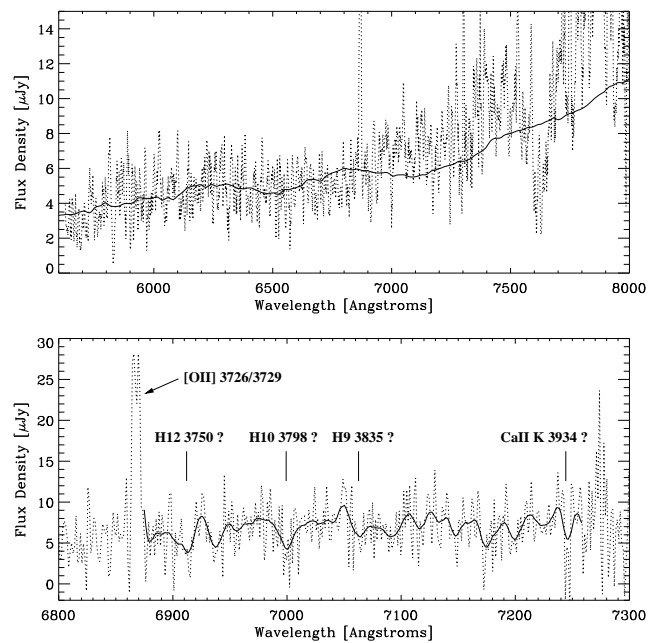 14
12
10
8
6
4
2
0
Flux Density [μJy]
6000 6500 7000 7500 8000
Wavelength [Angstroms]
30
25
20
15
10
5
0
Flux Density [μJy]
[OII] 3726/3729
H12 3750 ? H10 3798 ? H9 3835 ? CaII K 3934 ?
6800 6900 7000 7100 7200 7300
Wavelength [Angstroms]